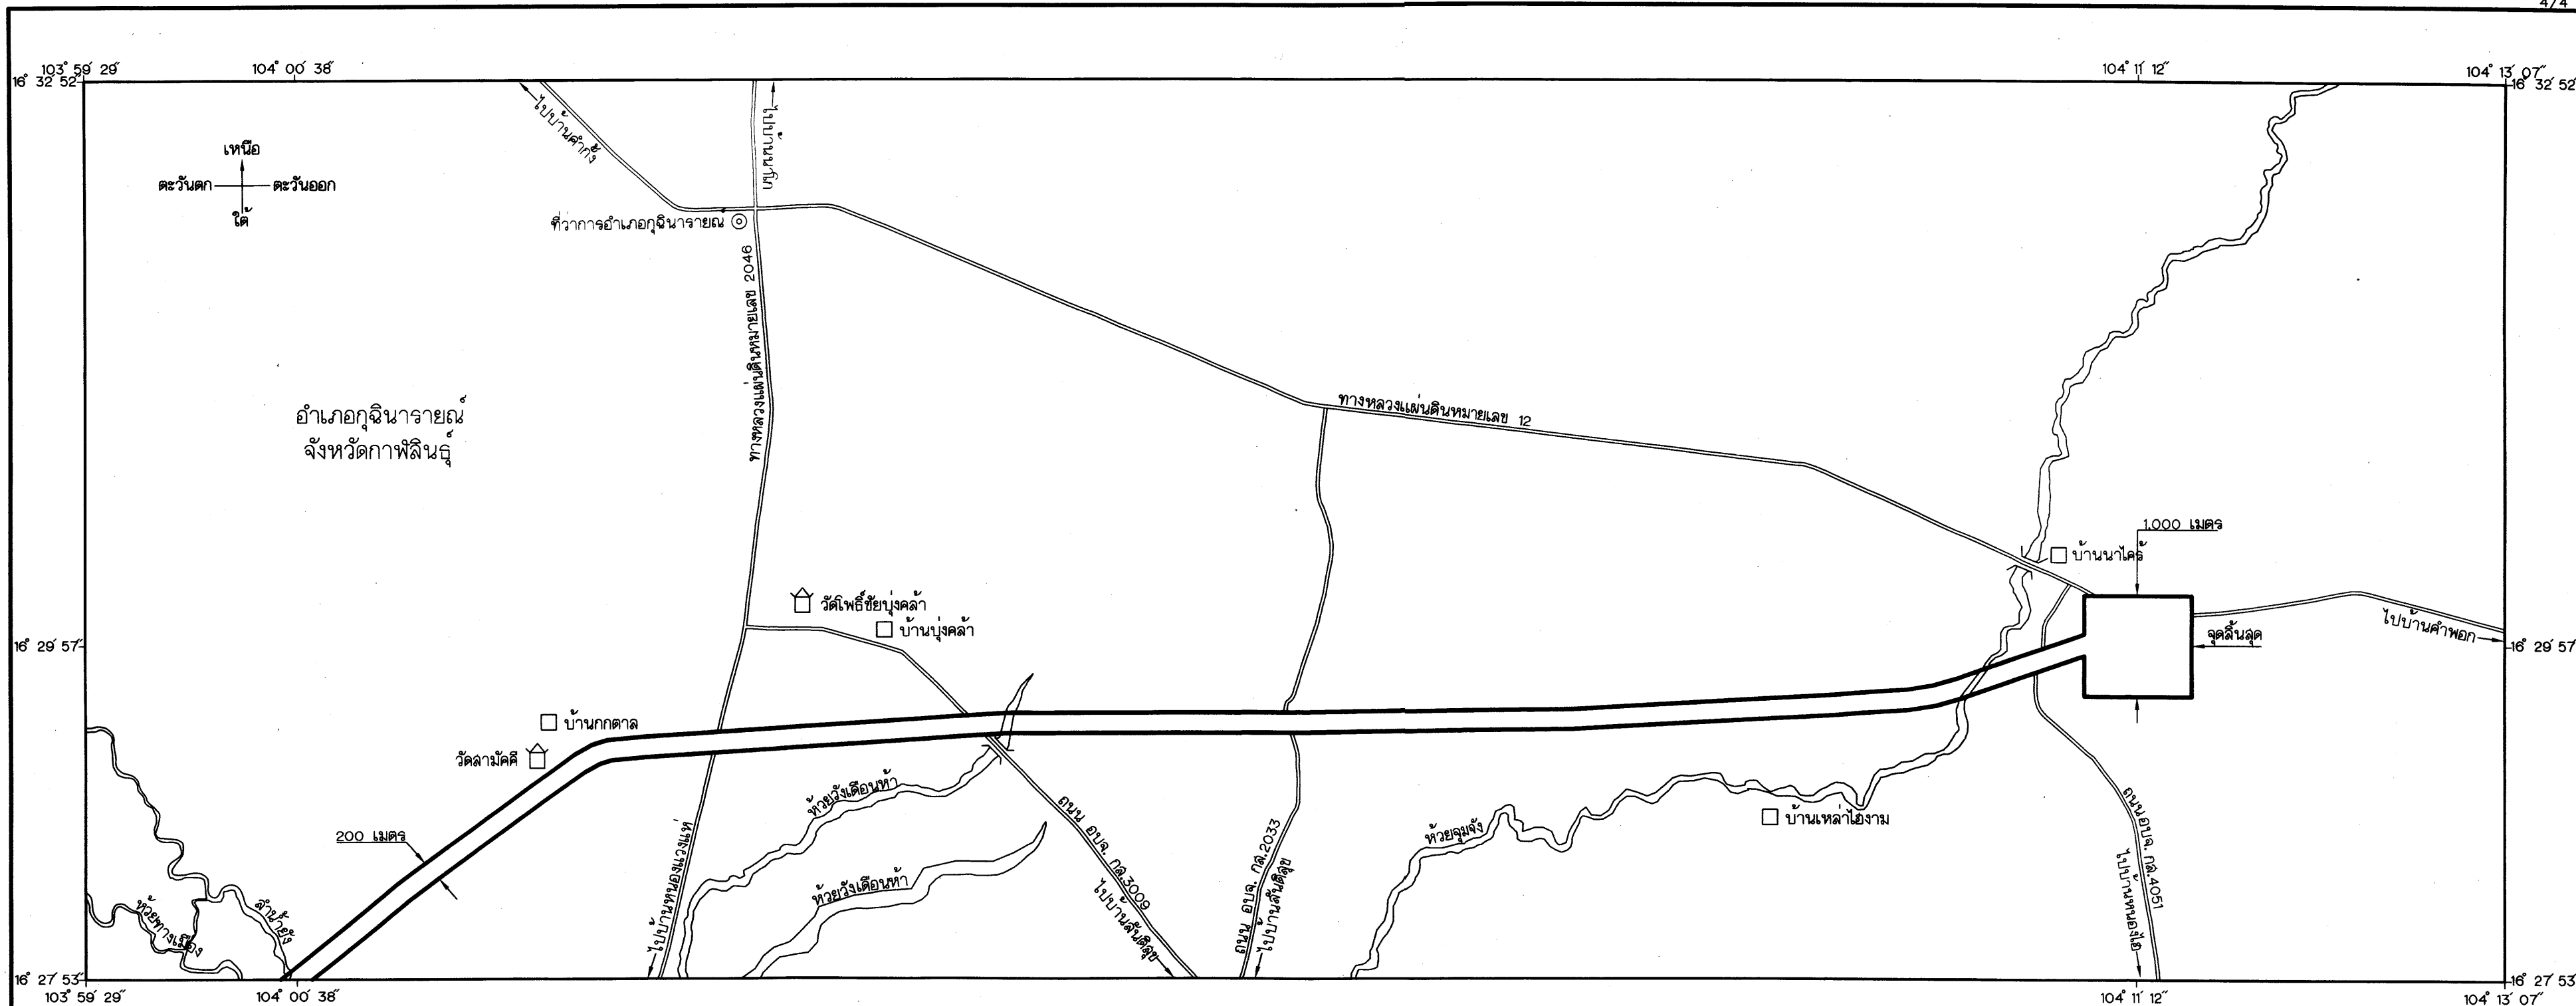 4/4
103° 59' 29"
104° 00' 38"
104° 11' 12"
104° 13' 07"
16° 32' 52"
16° 32' 52"
ไปบ้านคำกั้ง
ไปบ้านนาโก
เหนือ
ตะวันตก
ตะวันออก
ใต้
ที่ว่าการอำเภอกุฉินารายณ์
ทางหลวงแผ่นดินหมายเลข 2046
อำเภอกุฉินารายณ์
จังหวัดกาฬสินธุ์
ทางหลวงแผ่นดินหมายเลข 12
1,000 เมตร
บ้านนาไคร้
วัดโพธิ์ชัยบุ่งคล้า
บ้านบุ่งคล้า
ไปบ้านคำพอก
จุดสิ้นสุด
16° 29' 57"
16° 29' 57"
บ้านกกตาล
วัดสามัคคี
ห้วยวังเดือนห้า
200 เมตร
ถนน อบจ. กส.3009
ไปบ้านสันติสุข
ถนน อบจ. กส.2033
ไปบ้านสันติสุข
ห้วยจุมจัง
บ้านเหล่าไฮงาม
ถนนอบจ. กส.4051
ไปบ้านหนองไฮ
ไปบ้านหนองแวงแห่
ห้วยวังเดือนห้า
ห้วยทางเมือง
ลำน้ำยัง
16° 27' 53"
16° 27' 53"
103° 59' 29"
104° 00' 38"
104° 11' 12"
104° 13' 07"